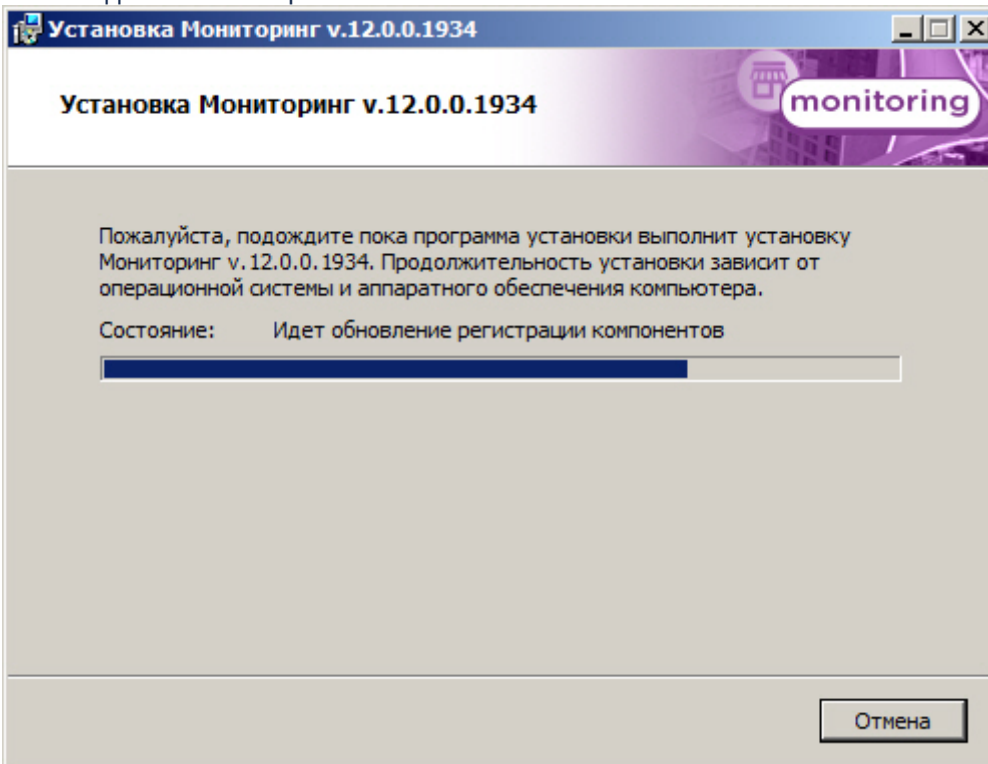 Установка Мониторинг v.12.0.0.1934
Установка Мониторинг v.12.0.0.1934
monitoring
Пожалуйста, подождите пока программа установки выполнит установку
Мониторинг v.12.0.0.1934. Продолжительность установки зависит от
операционной системы и аппаратного обеспечения компьютера.
Состояние: Идет обновление регистрации компонентов
Отмена